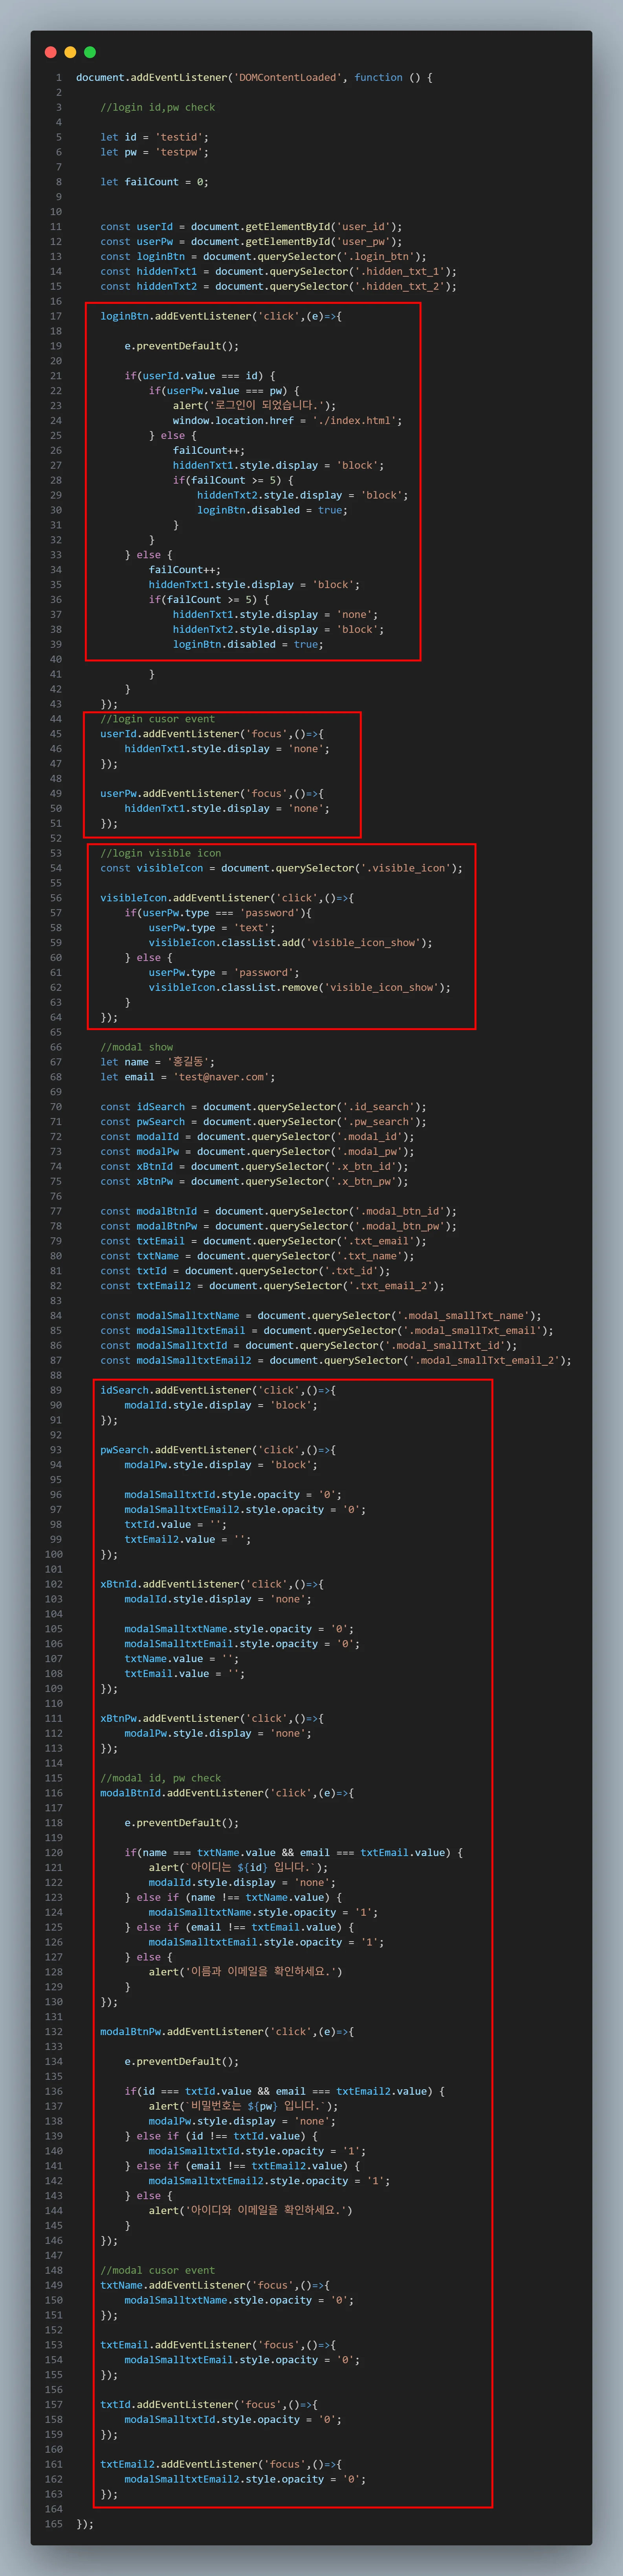 1 document.addEventListener('DOMContentLoaded', function () {
2
3 //login id,pw check
4
5 let id = 'testid';
6 let pw = 'testpw';
7
8 let failCount = 0;
9
10
11 const userId = document.getElementById('user_id');
12 const userPw = document.getElementById('user_pw');
13 const loginBtn = document.querySelector('.login_btn');
14 const hiddenTxt1 = document.querySelector('.hidden_txt_1');
15 const hiddenTxt2 = document.querySelector('.hidden_txt_2');
16
17 loginBtn.addEventListener('click',(e)=>{
18
19 e.preventDefault();
20
21 if(userId.value === id) {
22 if(userPw.value === pw) {
23 alert('로그인이 되었습니다.');
24 window.location.href = './index.html';
25 } else {
26 failCount++;
27 hiddenTxt1.style.display = 'block';
28 if(failCount >= 5) {
29 hiddenTxt2.style.display = 'block';
30 loginBtn.disabled = true;
31 }
32 }
33 } else {
34 failCount++;
35 hiddenTxt1.style.display = 'block';
36 if(failCount >= 5) {
37 hiddenTxt1.style.display = 'none';
38 hiddenTxt2.style.display = 'block';
39 loginBtn.disabled = true;
40
41 }
42 }
43 });
44 //login cusor event
45 userId.addEventListener('focus',()=>{
46 hiddenTxt1.style.display = 'none';
47 });
48
49 userPw.addEventListener('focus',()=>{
50 hiddenTxt1.style.display = 'none';
51 });
52
53 //login visible icon
54 const visibleIcon = document.querySelector('.visible_icon');
55
56 visibleIcon.addEventListener('click',()=>{
57 if(userPw.type === 'password'){
58 userPw.type = 'text';
59 visibleIcon.classList.add('visible_icon_show');
60 } else {
61 userPw.type = 'password';
62 visibleIcon.classList.remove('visible_icon_show');
63 }
64 });
65
66 //modal show
67 let name = '홍길동';
68 let email = 'test@naver.com';
69
70 const idSearch = document.querySelector('.id_search');
71 const pwSearch = document.querySelector('.pw_search');
72 const modalId = document.querySelector('.modal_id');
73 const modalPw = document.querySelector('.modal_pw');
74 const xBtnId = document.querySelector('.x_btn_id');
75 const xBtnPw = document.querySelector('.x_btn_pw');
76
77 const modalBtnId = document.querySelector('.modal_btn_id');
78 const modalBtnPw = document.querySelector('.modal_btn_pw');
79 const txtEmail = document.querySelector('.txt_email');
80 const txtName = document.querySelector('.txt_name');
81 const txtId = document.querySelector('.txt_id');
82 const txtEmail2 = document.querySelector('.txt_email_2');
83
84 const modalSmalltxtName = document.querySelector('.modal_smallTxt_name');
85 const modalSmalltxtEmail = document.querySelector('.modal_smallTxt_email');
86 const modalSmalltxtId = document.querySelector('.modal_smallTxt_id');
87 const modalSmalltxtEmail2 = document.querySelector('.modal_smallTxt_email_2');
88
89 idSearch.addEventListener('click',()=>{
90 modalId.style.display = 'block';
91 });
92
93 pwSearch.addEventListener('click',()=>{
94 modalPw.style.display = 'block';
95
96 modalSmalltxtId.style.opacity = '0';
97 modalSmalltxtEmail2.style.opacity = '0';
98 txtId.value = '';
99 txtEmail2.value = '';
100 });
101
102 xBtnId.addEventListener('click',()=>{
103 modalId.style.display = 'none';
104
105 modalSmalltxtName.style.opacity = '0';
106 modalSmalltxtEmail.style.opacity = '0';
107 txtName.value = '';
108 txtEmail.value = '';
109 });
110
111 xBtnPw.addEventListener('click',()=>{
112 modalPw.style.display = 'none';
113 });
114
115 //modal id, pw check
116 modalBtnId.addEventListener('click',(e)=>{
117
118 e.preventDefault();
119
120 if(name === txtName.value && email === txtEmail.value) {
121 alert(`아이디는 ${id} 입니다.`);
122 modalId.style.display = 'none';
123 } else if (name !== txtName.value) {
124 modalSmalltxtName.style.opacity = '1';
125 } else if (email !== txtEmail.value) {
126 modalSmalltxtEmail.style.opacity = '1';
127 } else {
128 alert('이름과 이메일을 확인하세요.')
129 }
130 });
131
132 modalBtnPw.addEventListener('click',(e)=>{
133
134 e.preventDefault();
135
136 if(id === txtId.value && email === txtEmail2.value) {
137 alert(`비밀번호는 ${pw} 입니다.`);
138 modalPw.style.display = 'none';
139 } else if (id !== txtId.value) {
140 modalSmalltxtId.style.opacity = '1';
141 } else if (email !== txtEmail2.value) {
142 modalSmalltxtEmail2.style.opacity = '1';
143 } else {
144 alert('아이디와 이메일을 확인하세요.')
145 }
146 });
147
148 //modal cusor event
149 txtName.addEventListener('focus',()=>{
150 modalSmalltxtName.style.opacity = '0';
151 });
152
153 txtEmail.addEventListener('focus',()=>{
154 modalSmalltxtEmail.style.opacity = '0';
155 });
156
157 txtId.addEventListener('focus',()=>{
158 modalSmalltxtId.style.opacity = '0';
159 });
160
161 txtEmail2.addEventListener('focus',()=>{
162 modalSmalltxtEmail2.style.opacity = '0';
163 });
164
165 });